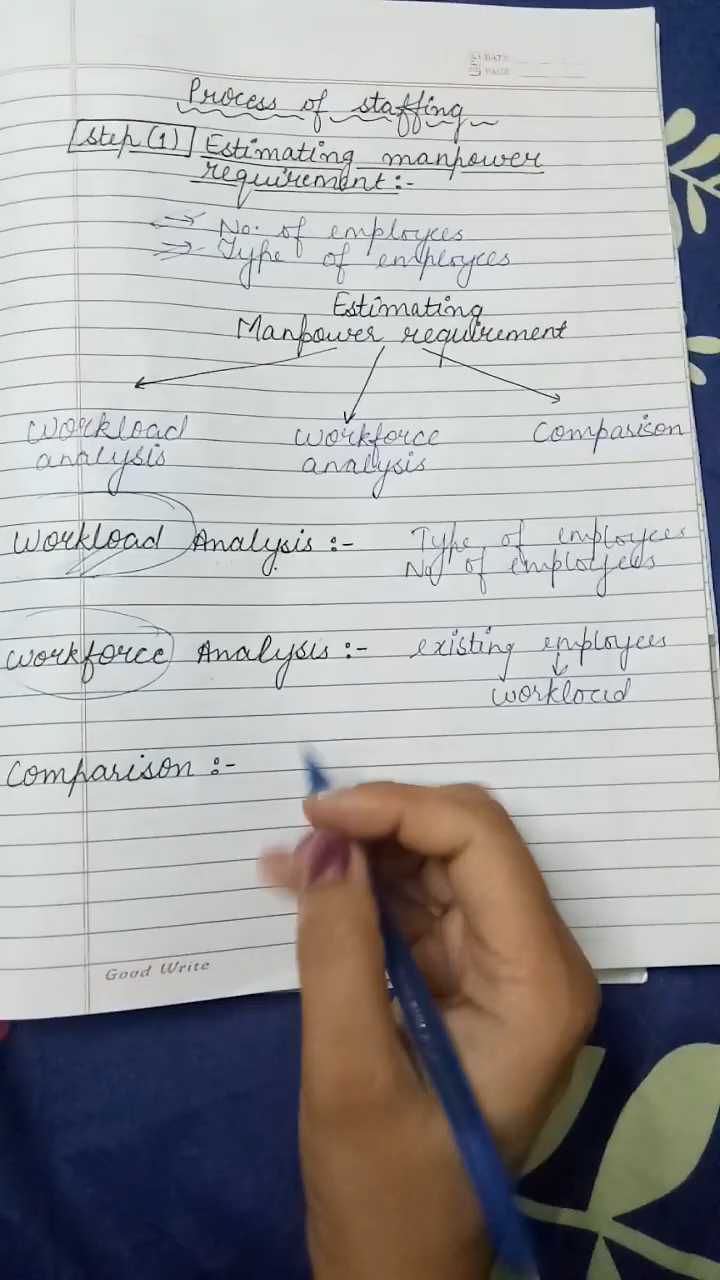 DATE
PAGE
Process of staffing
Step (1) Estimating manpower
requirement:-
No. of employees
Type of employees
Estimating
Manpower requirement
Workload
analysis
Workforce
analysis
Comparison
Workload Analysis :- Type of employees
No of employees
Workforce Analysis :- existing employees
workload
Comparison :-
Good Write